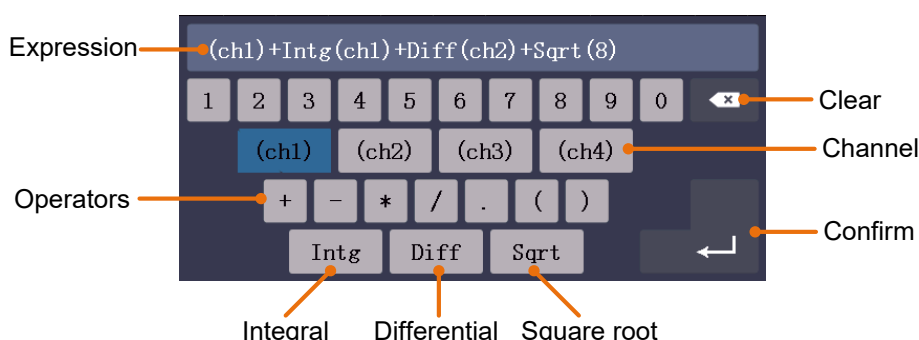 Expression
(ch1)+Intg(ch1)+Diff(ch2)+Sqrt(8)
1 2 3 4 5 6 7 8 9 0
Clear
(ch1) (ch2) (ch3) (ch4)
Channel
Operators
+ - * / . ( )
Confirm
Intg Diff Sqrt
Integral Differential Square root